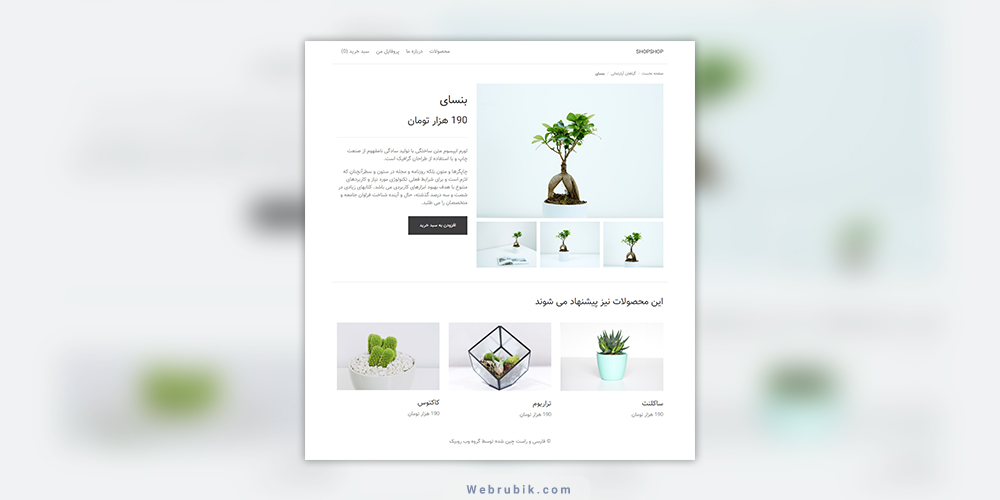 SHOPSHOP
محصولات درباره ما پروفایل من سبد خرید (0)
صفحه نخست / گیاهان آپارتمانی / بنسای
بنسای
190 هزار تومان
لورم ایپسوم متن ساختگی با تولید سادگی نامفهوم از صنعت
چاپ و با استفاده از طراحان گرافیک است.
چاپگرها و متون بلکه روزنامه و مجله در ستون و سطرآنچنان که
لازم است و برای شرایط فعلی تکنولوژی مورد نیاز و کاربردهای
متنوع با هدف بهبود ابزارهای کاربردی می باشد. کتابهای زیادی در
شصت و سه درصد گذشته، حال و آینده شناخت فراوان جامعه و
متخصصان را می طلبد.
افزودن به سبد خرید
این محصولات نیز پیشنهاد می شوند
ساکلنت
190 هزار تومان
تراریوم
190 هزار تومان
کاکتوس
190 هزار تومان
© فارسی و راست چین شده توسط گروه وب روبیک
Webrubik.com